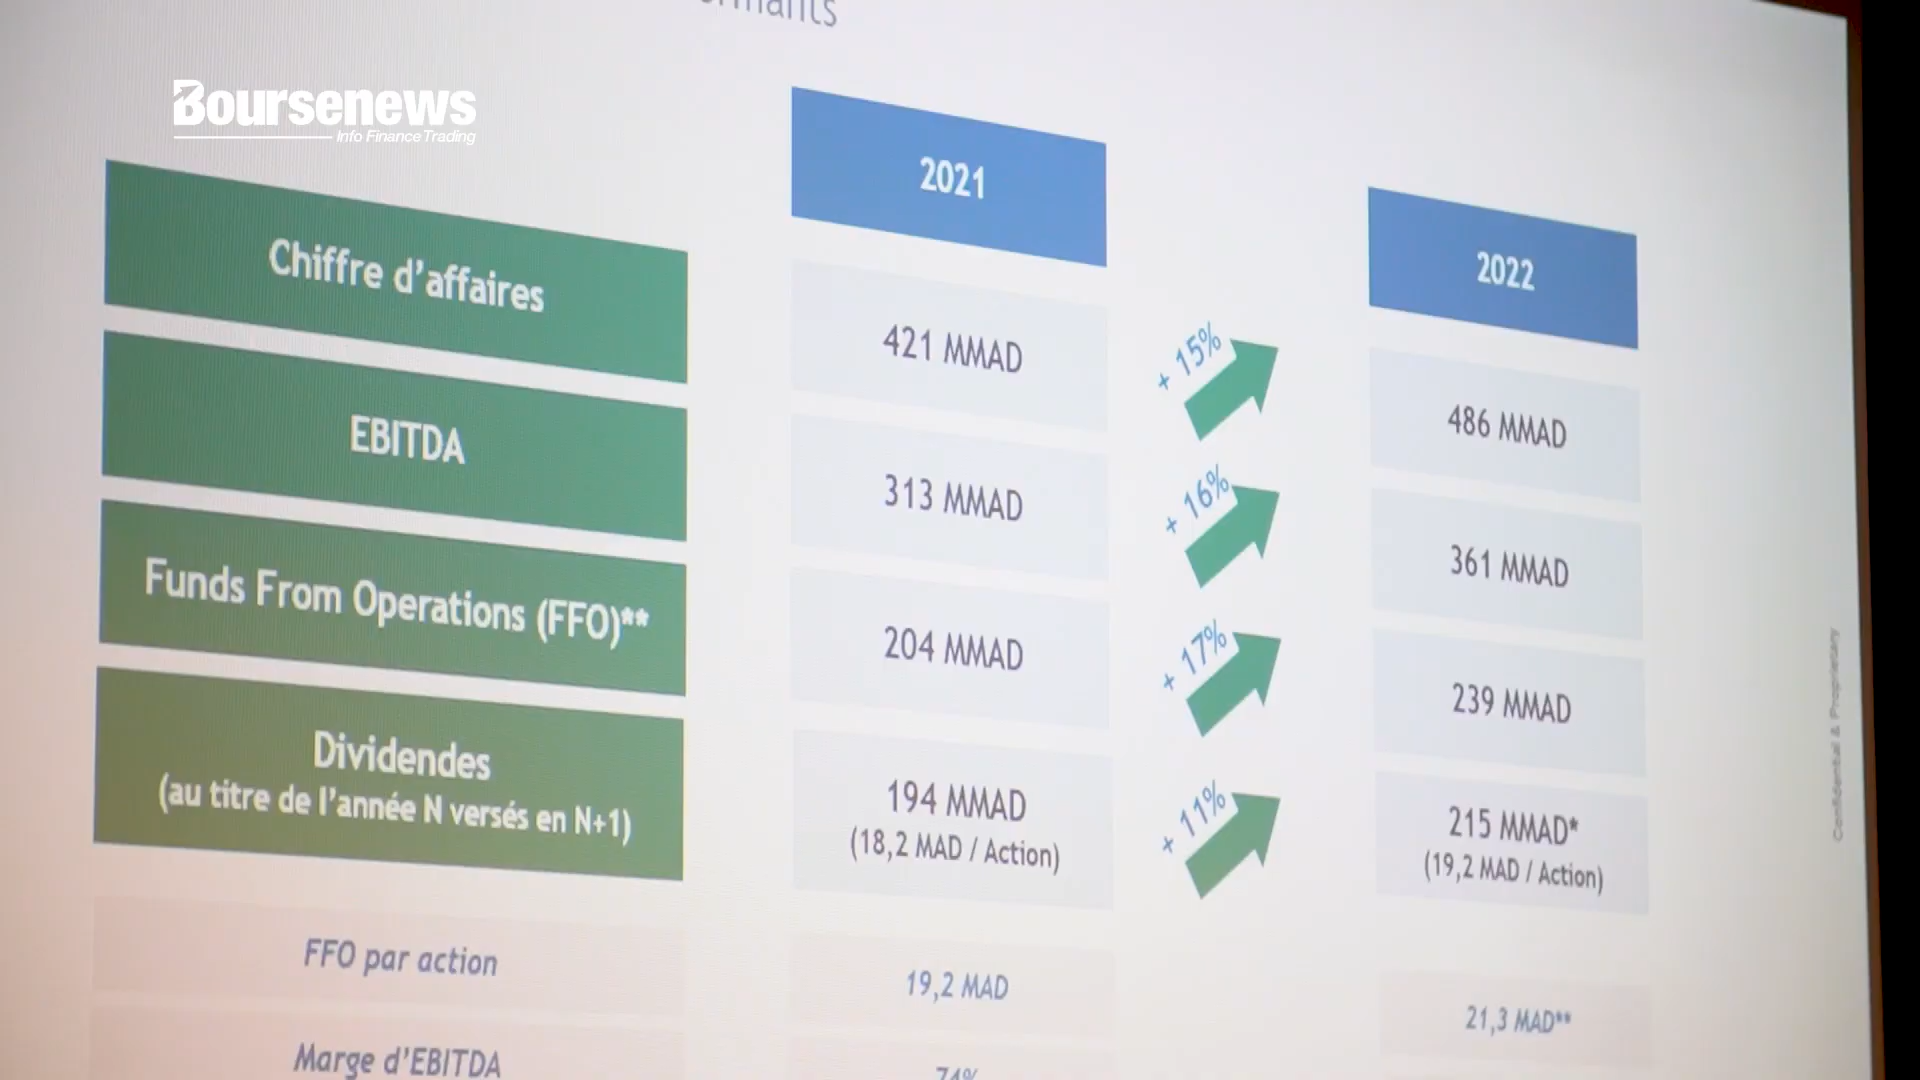 Boursenews
Info Finance Trading
2021
2022
Chiffre d'affaires
421 MMAD
+ 15%
486 MMAD
EBITDA
313 MMAD
+ 16%
361 MMAD
Funds From Operations (FFO)**
204 MMAD
+ 17%
239 MMAD
Dividendes
(au titre de l'année N versés en N+1)
194 MMAD
(18,2 MAD / Action)
+ 11%
215 MMAD*
(19,2 MAD / Action)
FFO par action
19,2 MAD
21,3 MAD**
Marge d'EBITDA
74%
Confidential & Proprietary